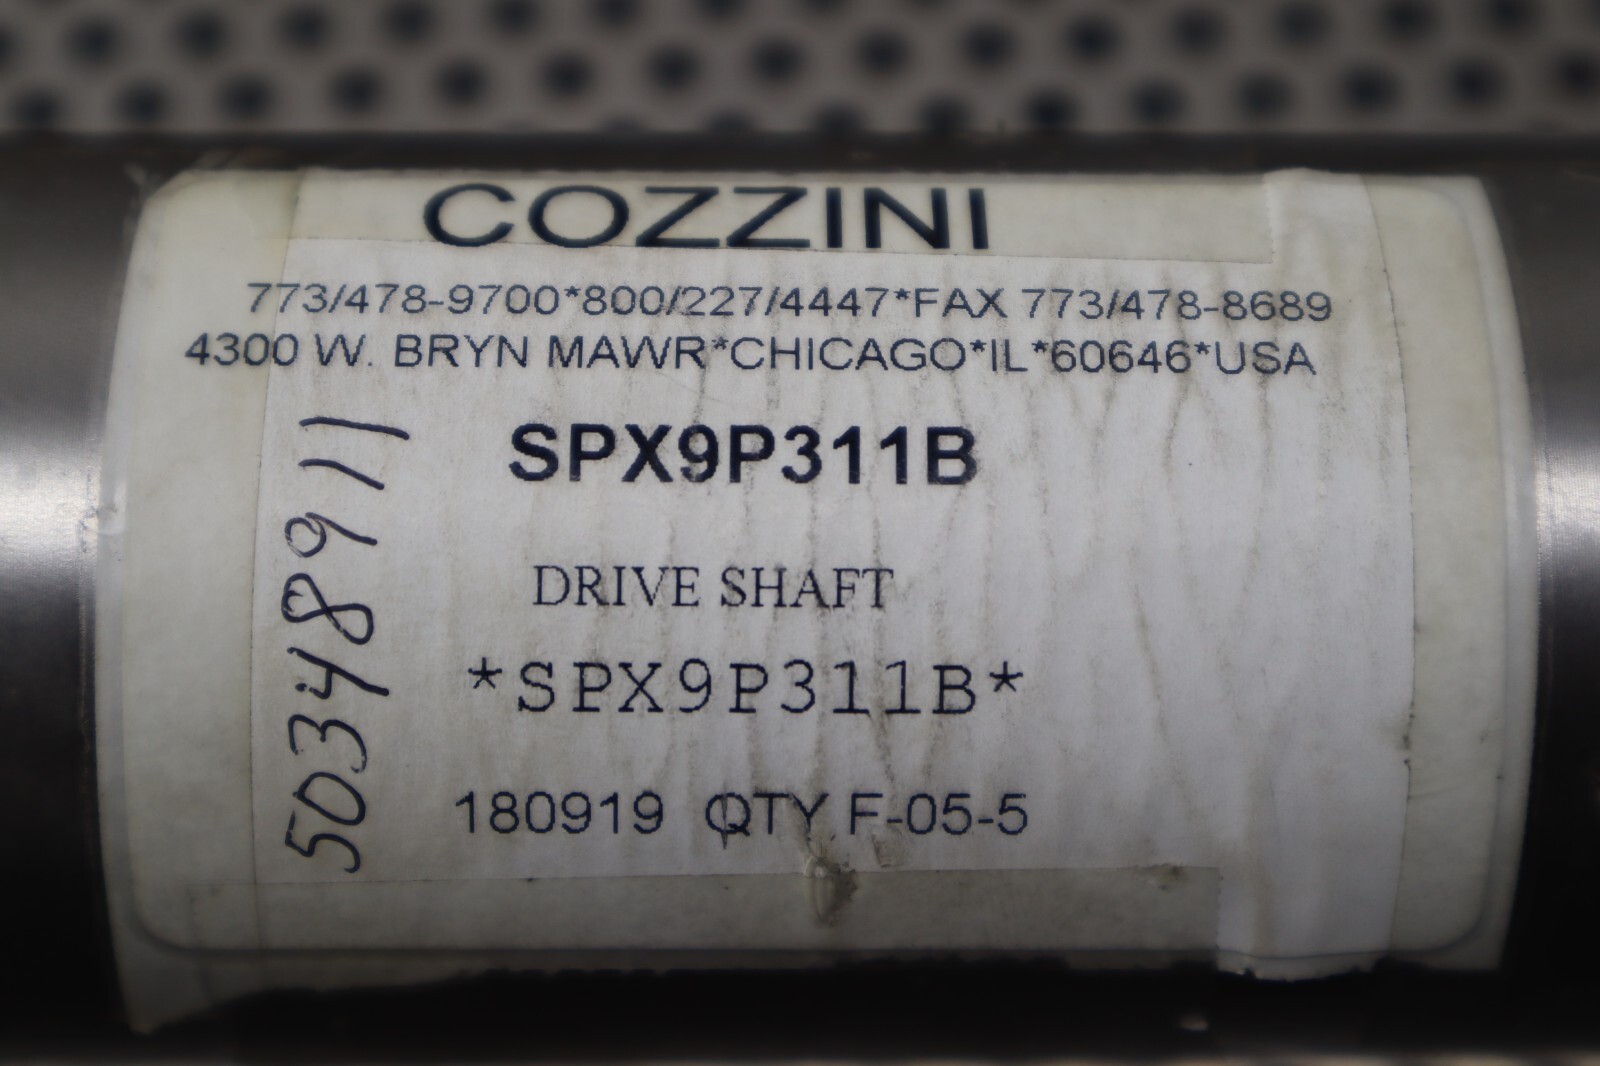 COZZINI
773/478-9700*800/227/4447*FAX 773/478-8689
4300 W. BRYN MAWR*CHICAGO*IL*60646*USA
SPX9P311B
DRIVE SHAFT
*SPX9P311B*
180919 QTY F-05-5
50348911